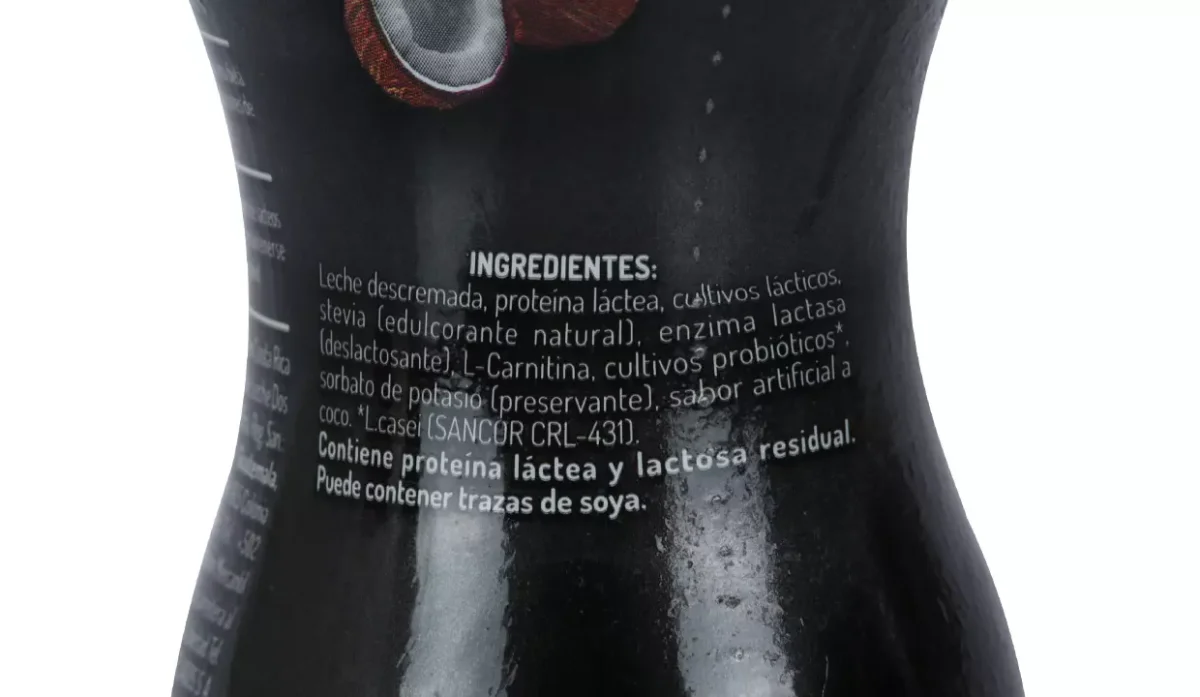 INGREDIENTES:
Leche descremada, proteína láctea, cultivos lácticos,
stevia (edulcorante natural), enzima lactasa
(deslactosante), L-Carnitina, cultivos probióticos*,
sorbato de potasio (preservante), sabor artificial a
coco. *L.casei (SANCOR CRL-431).
Contiene proteína láctea y lactosa residual.
Puede contener trazas de soya.